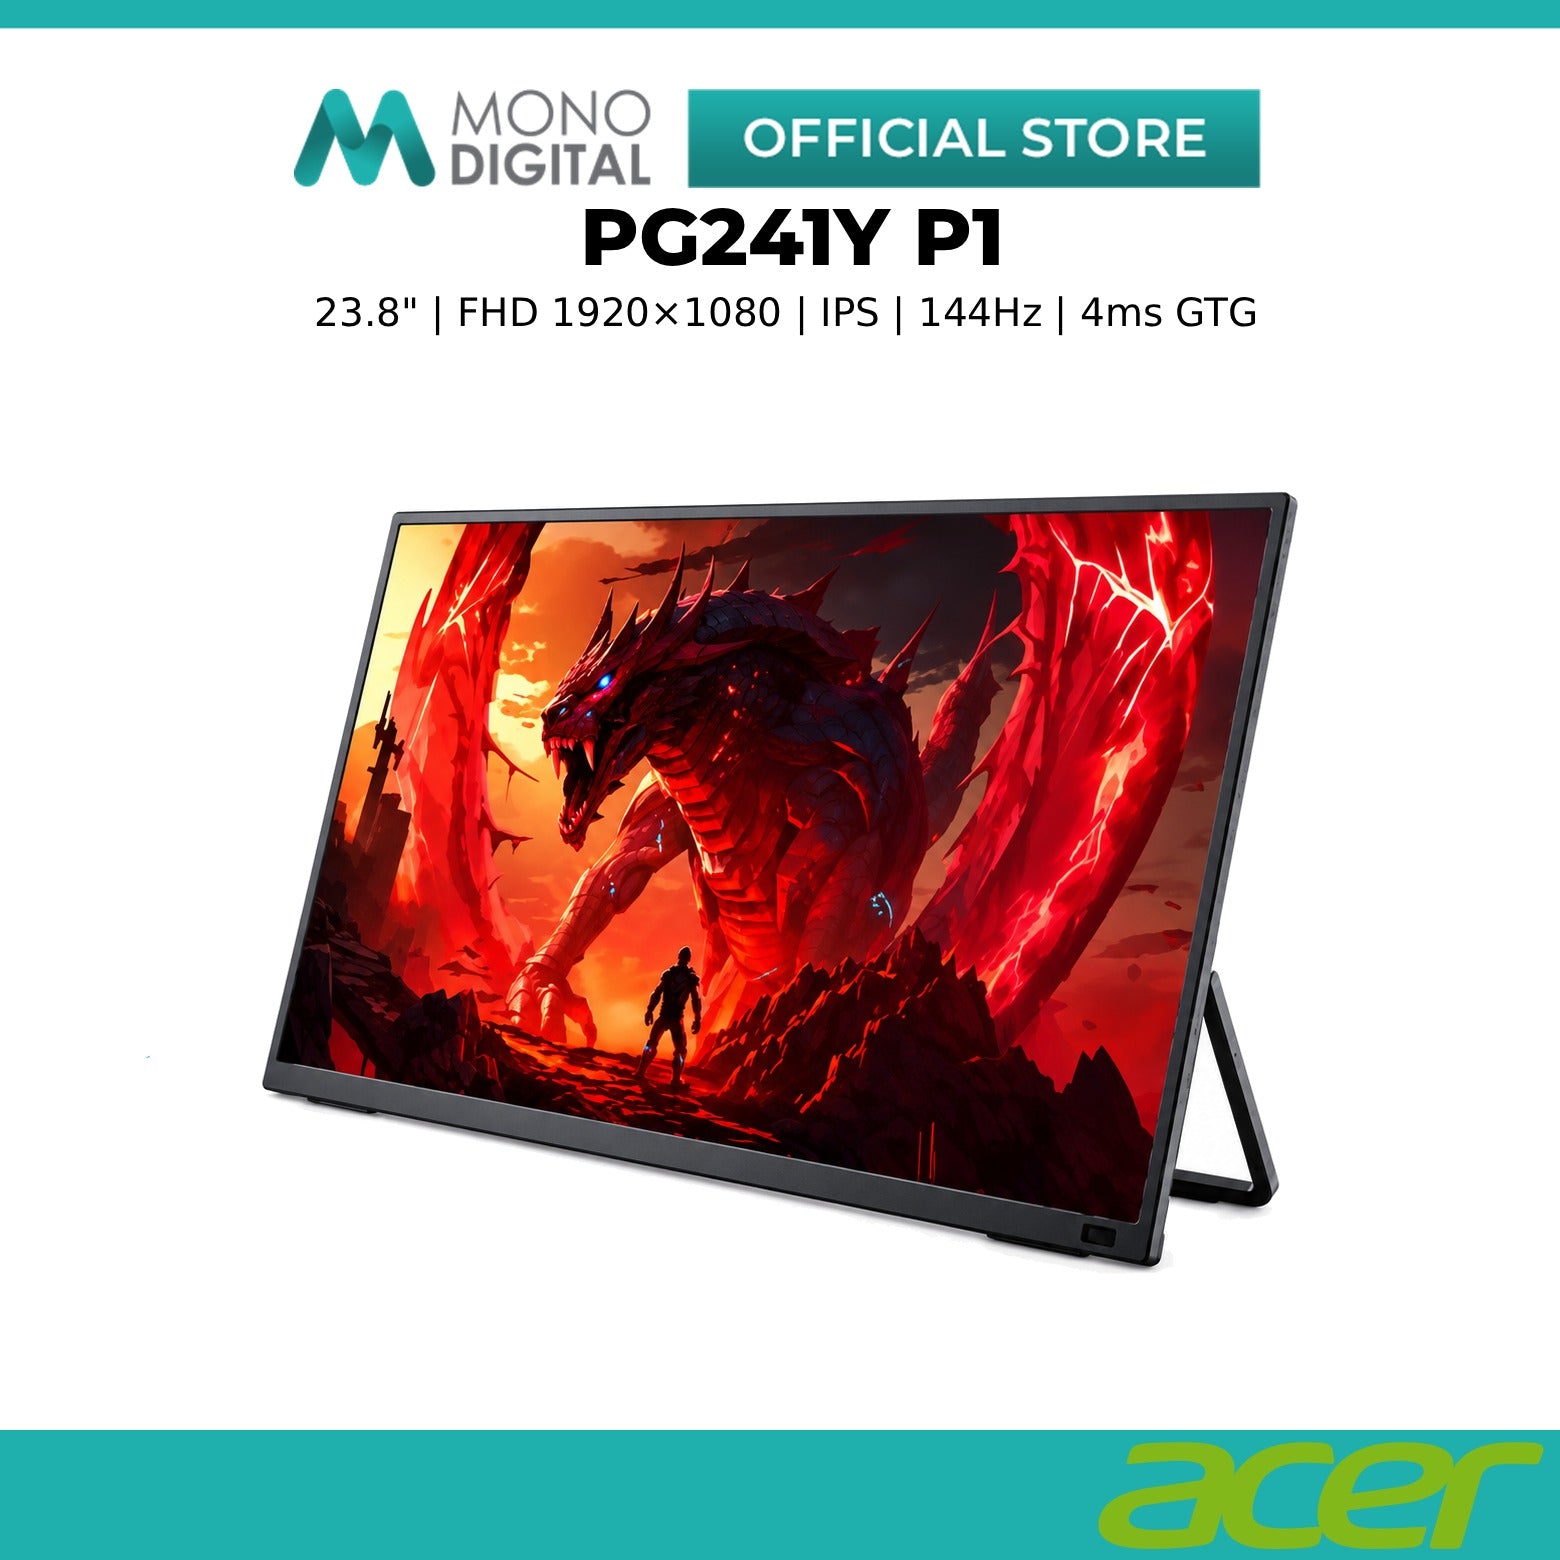 MONO
DIGITAL
OFFICIAL STORE
PG241Y P1
23.8" | FHD 1920×1080 | IPS | 144Hz | 4ms GTG
acer